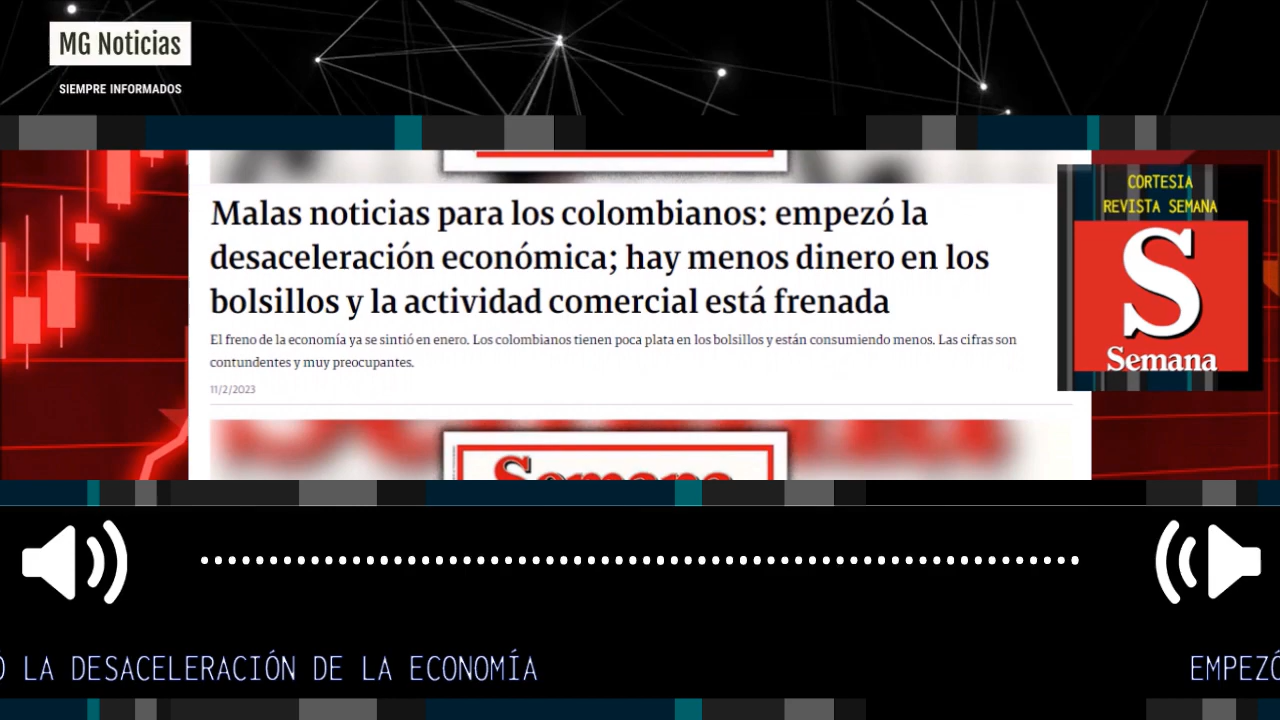 MG Noticias
SIEMPRE INFORMADOS
CORTESIA
REVISTA SEMANA
S
Semana
Malas noticias para los colombianos: empezó la
desaceleración económica; hay menos dinero en los
bolsillos y la actividad comercial está frenada
El freno de la economía ya se sintió en enero. Los colombianos tienen poca plata en los bolsillos y están consumiendo menos. Las cifras son
contundentes y muy preocupantes.
11/2/2023
Semana
Ó LA DESACELERACIÓN DE LA ECONOMÍA EMPEZÓ